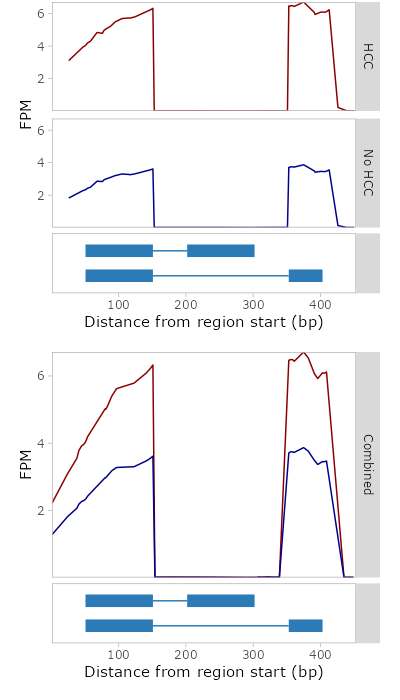 6
4
2
HCC
FPM
6
4
2
No HCC
100
200
300
400
Distance from region start (bp)
6
4
2
FPM
Combined
100
200
300
400
Distance from region start (bp)